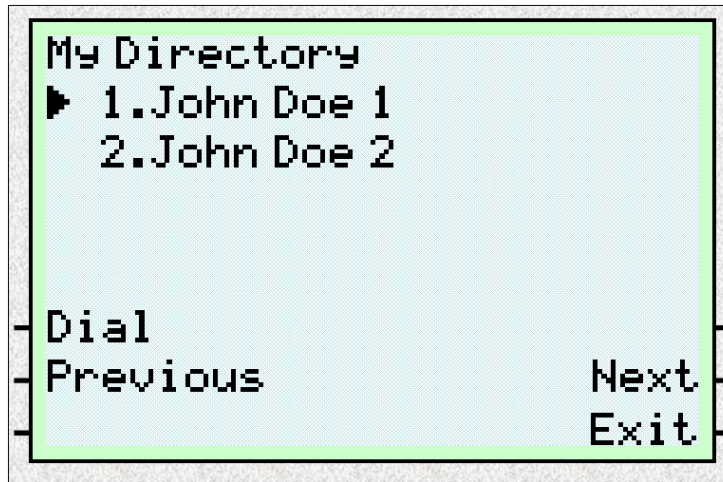 My Directory
▶ 1.John Doe 1
2.John Doe 2
Dial
Previous Next
Exit